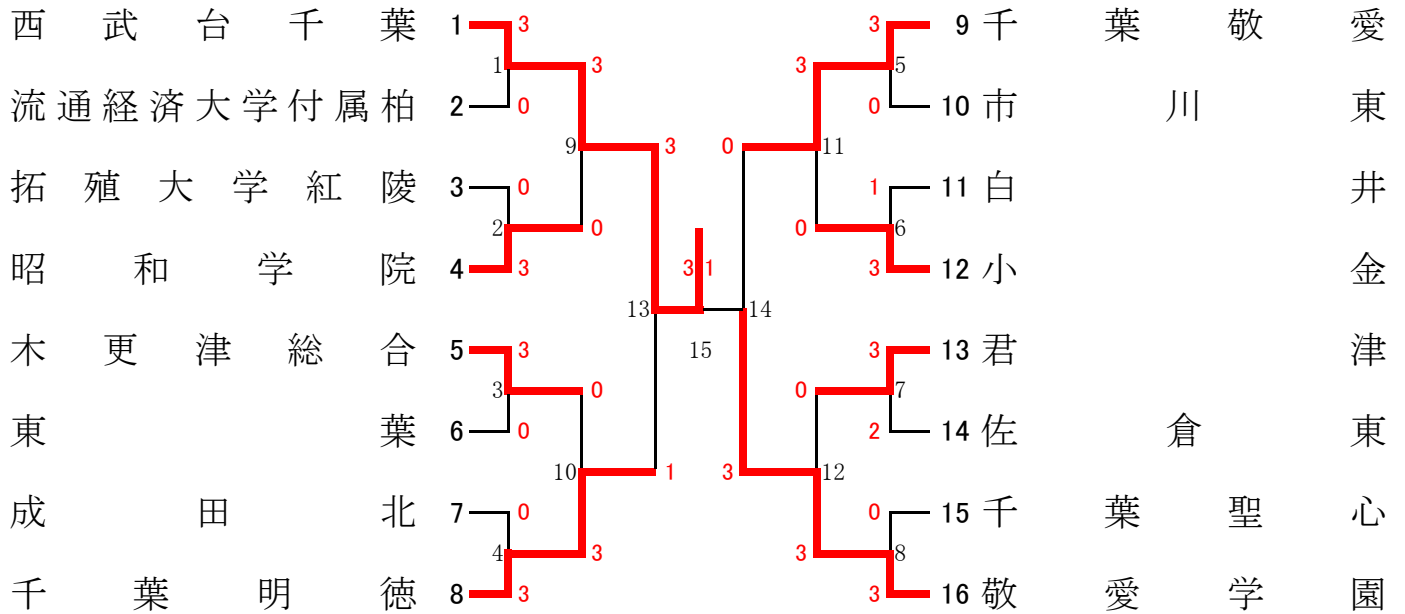 西武台千葉 1 3 3 9 千葉敬愛
1 3 3 5
流通経済大学付属柏 2 0 0 10 市川東
9 3 0 11
拓殖大学紅陵 3 0 1 11 白井
2 0 0 6
昭和学院 4 3 3 1 3 12 小金
13 14
木更津総合 5 3 15 3 13 君津
3 0 0 7
東葉 6 0 2 14 佐倉東
10 1 3 12
成田北 7 0 0 15 千葉聖心
4 3 3 8
千葉明徳 8 3 3 16 敬愛学園